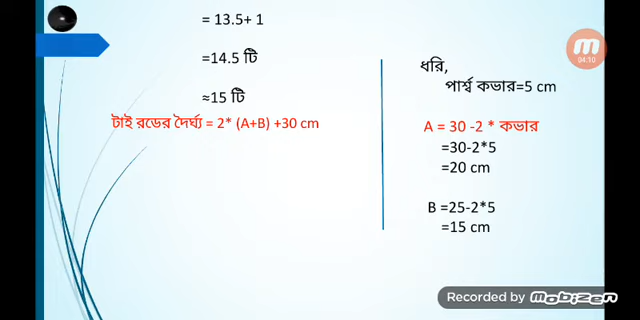 = 13.5+ 1
=14.5 টি
≈15 টি
টাই রডের দৈর্ঘ্য = 2* (A+B) +30 cm
ধরি,
পার্শ্ব কভার=5 cm
A = 30 -2 * কভার
=30-2*5
=20 cm
B =25-2*5
=15 cm
04:10
Recorded by mobizen